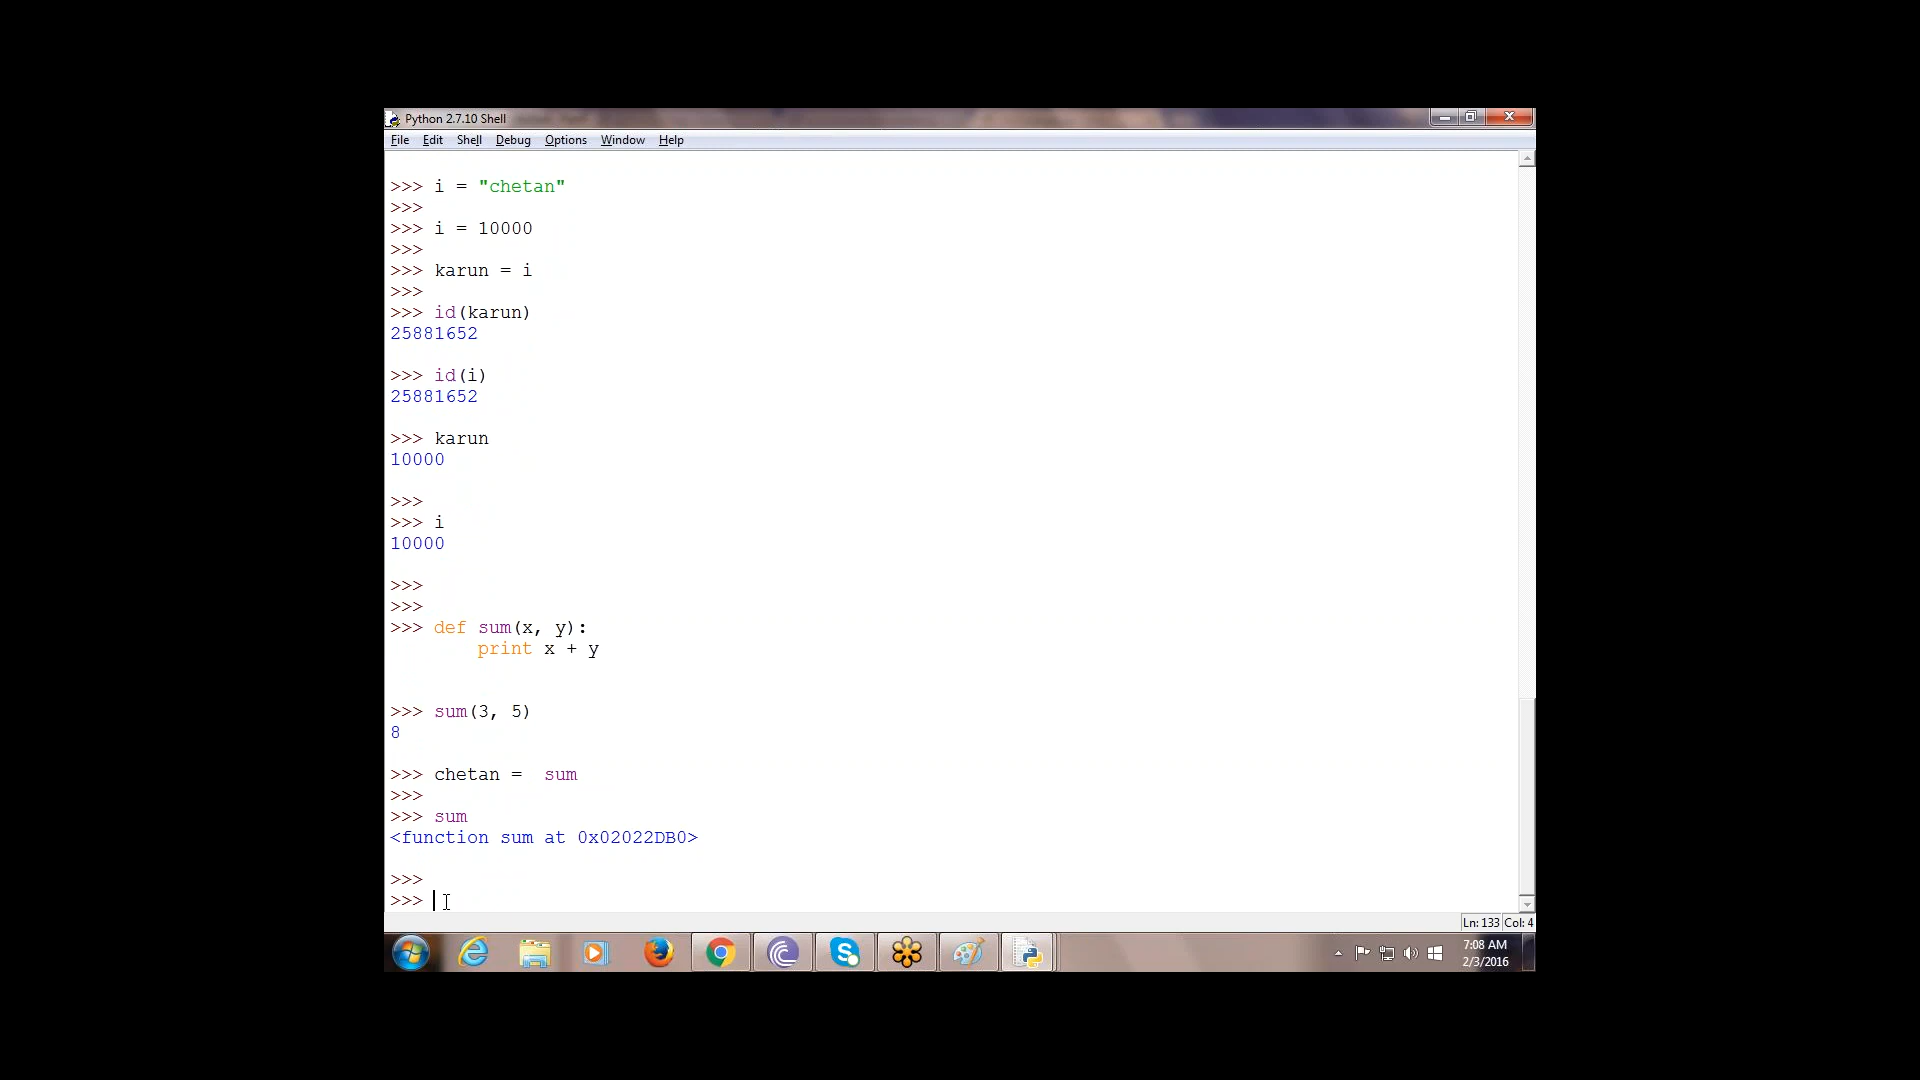 Python 2.7.10 Shell
File Edit Shell Debug Options Window Help
>>> i = "chetan"
>>>
>>> i = 10000
>>>
>>> karun = i
>>>
>>> id(karun)
25881652
>>> id(i)
25881652
>>> karun
10000
>>>
>>> i
10000
>>>
>>>
>>> def sum(x, y):
print x + y
>>> sum(3, 5)
8
>>> chetan =  sum
>>>
>>> sum
<function sum at 0x02022DB0>
>>>
>>>
Ln: 133 Col: 4
7:08 AM
2/3/2016